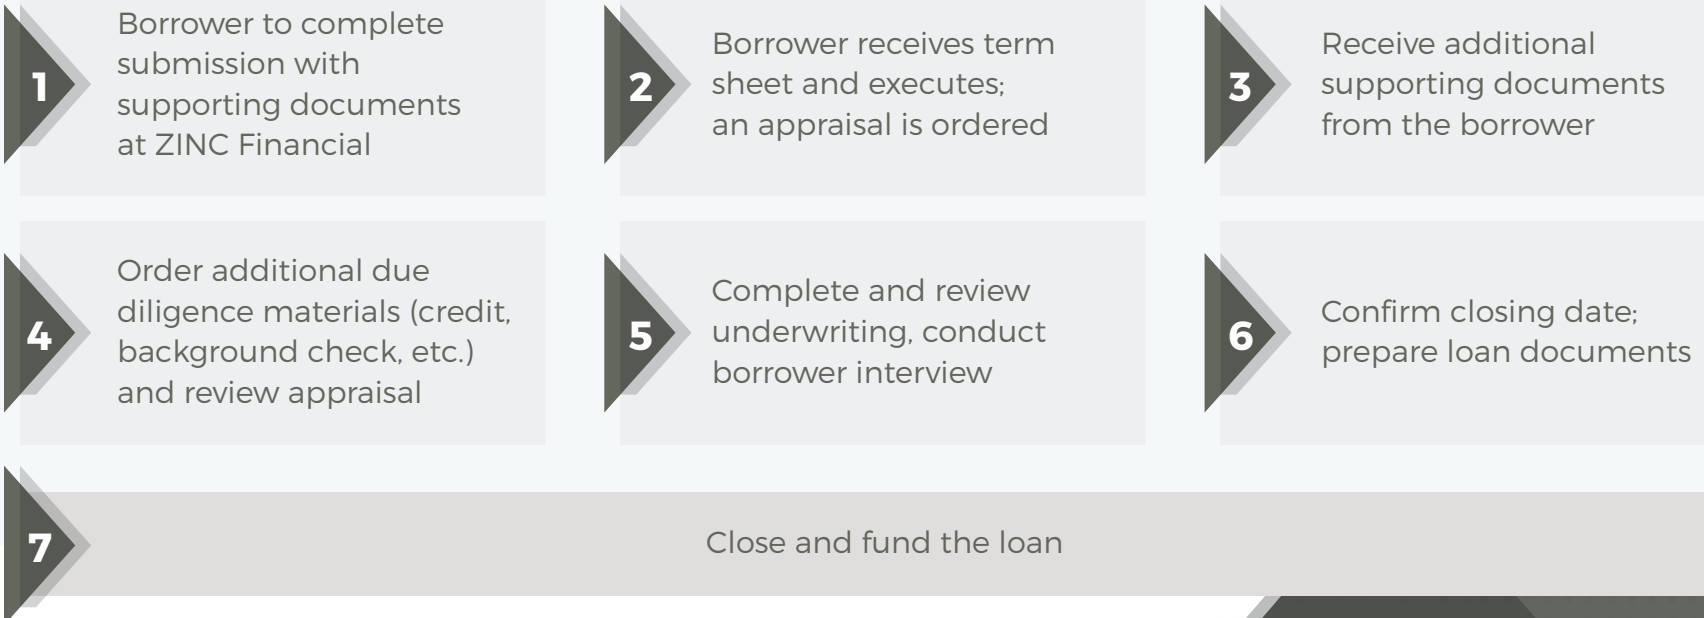 1
Borrower to complete
submission with
supporting documents
at ZINC Financial
2
Borrower receives term
sheet and executes;
an appraisal is ordered
3
Receive additional
supporting documents
from the borrower
4
Order additional due
diligence materials (credit,
background check, etc.)
and review appraisal
5
Complete and review
underwriting, conduct
borrower interview
6
Confirm closing date;
prepare loan documents
7
Close and fund the loan